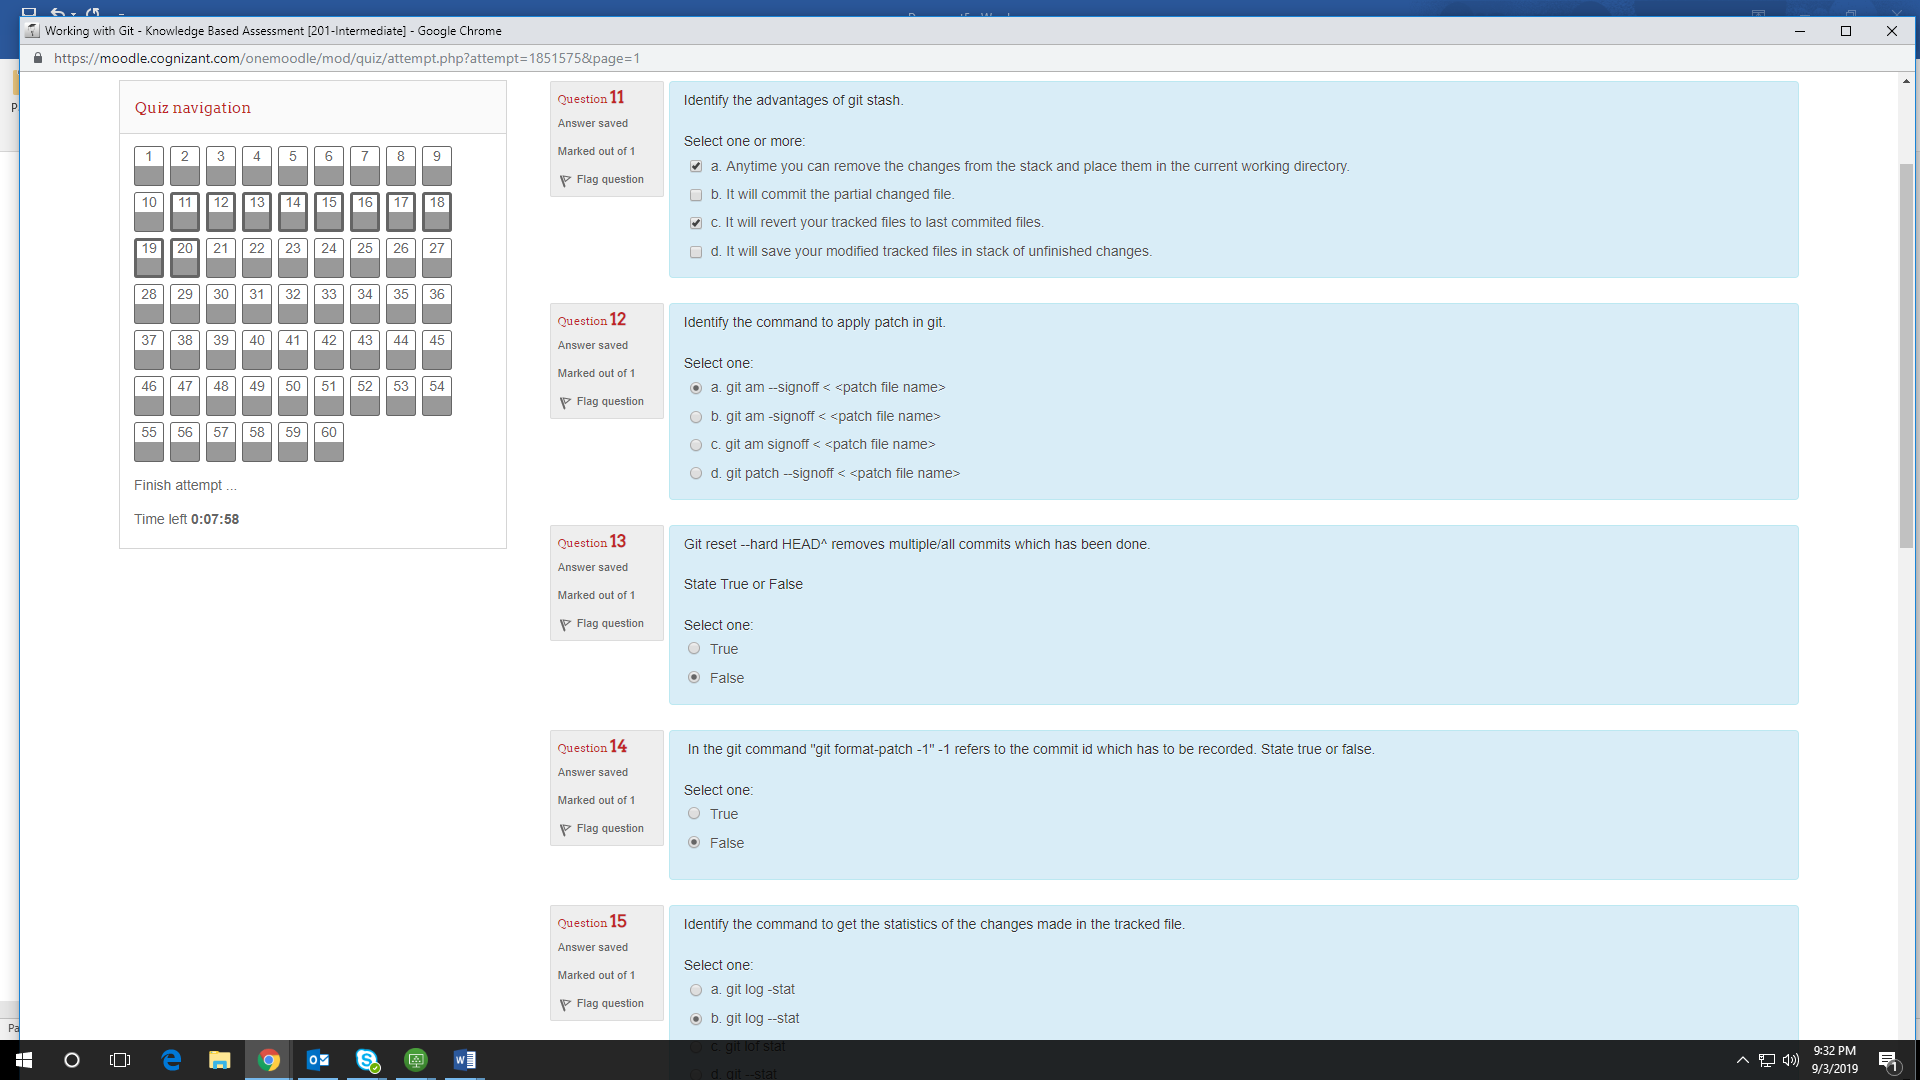 Working with Git - Knowledge Based Assessment [201-Intermediate] - Google Chrome
https://moodle.cognizant.com/onemoodle/mod/quiz/attempt.php?attempt=1851575&page=1
Quiz navigation
1 2 3 4 5 6 7 8 9
10 11 12 13 14 15 16 17 18
19 20 21 22 23 24 25 26 27
28 29 30 31 32 33 34 35 36
37 38 39 40 41 42 43 44 45
46 47 48 49 50 51 52 53 54
55 56 57 58 59 60
Finish attempt ...
Time left 0:07:58
Question 11
Answer saved
Marked out of 1
Flag question
Identify the advantages of git stash.
Select one or more:
a. Anytime you can remove the changes from the stack and place them in the current working directory.
b. It will commit the partial changed file.
c. It will revert your tracked files to last commited files.
d. It will save your modified tracked files in stack of unfinished changes.
Question 12
Answer saved
Marked out of 1
Flag question
Identify the command to apply patch in git.
Select one:
a. git am --signoff < <patch file name>
b. git am -signoff < <patch file name>
c. git am signoff < <patch file name>
d. git patch --signoff < <patch file name>
Question 13
Answer saved
Marked out of 1
Flag question
Git reset --hard HEAD^ removes multiple/all commits which has been done.
State True or False
Select one:
True
False
Question 14
Answer saved
Marked out of 1
Flag question
In the git command "git format-patch -1" -1 refers to the commit id which has to be recorded. State true or false.
Select one:
True
False
Question 15
Answer saved
Marked out of 1
Flag question
Identify the command to get the statistics of the changes made in the tracked file.
Select one:
a. git log -stat
b. git log --stat
c. git lof stat
d. git --stat
Pa
9:32 PM
9/3/2019
1